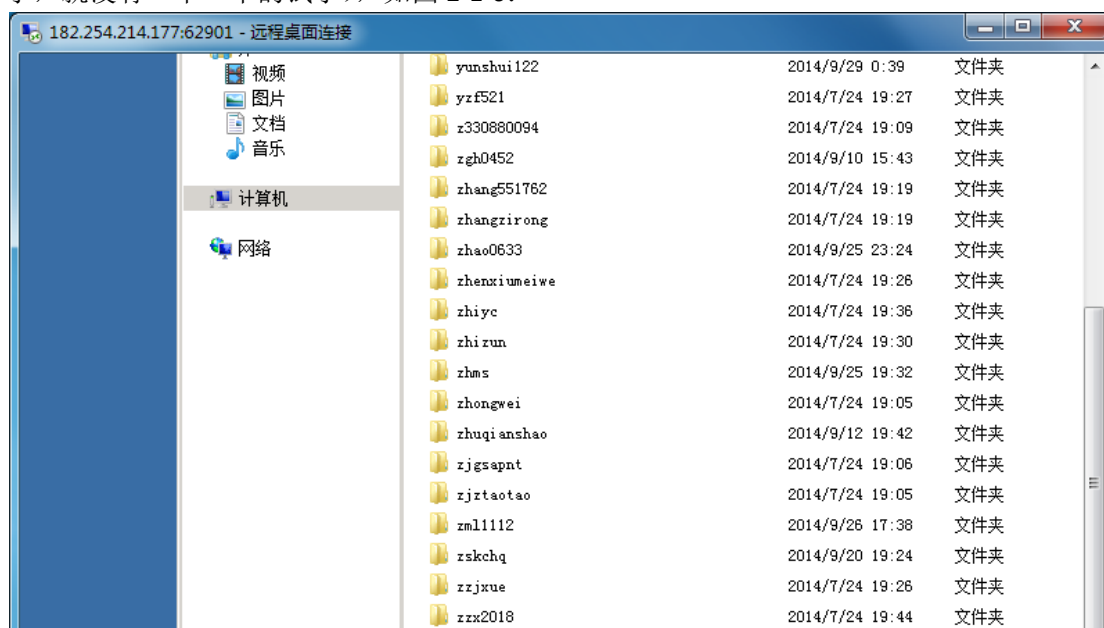 182.254.214.177:62901 - 远程桌面连接
视频
图片
文档
音乐
计算机
网络
yunshui122 2014/9/29 0:39 文件夹
yzf521 2014/7/24 19:27 文件夹
z330880094 2014/7/24 19:09 文件夹
zgh0452 2014/9/10 15:43 文件夹
zhang551762 2014/7/24 19:19 文件夹
zhangzirong 2014/7/24 19:19 文件夹
zhao0633 2014/9/25 23:24 文件夹
zhenxiumeiwe 2014/7/24 19:26 文件夹
zhiyc 2014/7/24 19:36 文件夹
zhizun 2014/7/24 19:30 文件夹
zhms 2014/9/25 19:32 文件夹
zhongwei 2014/7/24 19:05 文件夹
zhuqianshao 2014/9/12 19:42 文件夹
zjgsapnt 2014/7/24 19:06 文件夹
zjztaotao 2014/7/24 19:05 文件夹
zml1112 2014/9/26 17:38 文件夹
zskchq 2014/9/20 19:24 文件夹
zzjxue 2014/7/24 19:26 文件夹
zzx2018 2014/7/24 19:44 文件夹